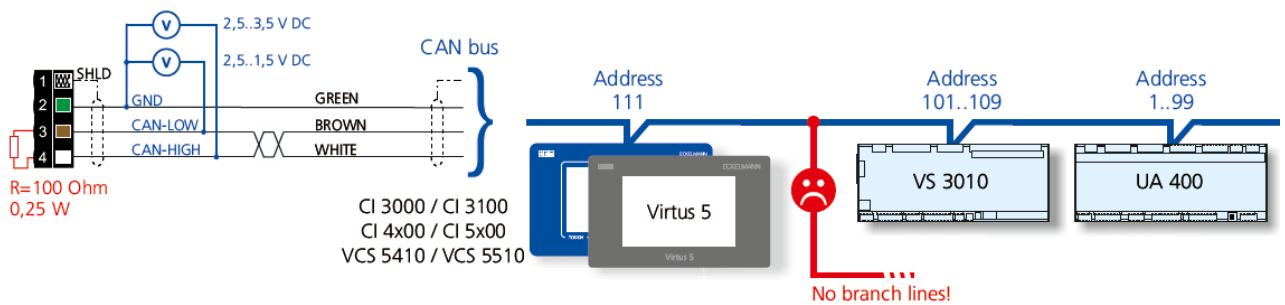 2,5..3,5 V DC
2,5..1,5 V DC
V
V
1
2
3
4
SHLD
GND
CAN-LOW
CAN-HIGH
GREEN
BROWN
WHITE
R=100 Ohm
0,25 W
CAN bus
CI 3000 / CI 3100
CI 4x00 / CI 5x00
VCS 5410 / VCS 5510
Address
111
ECKELMANN
TOUCH
ECKELMANN
Virtus 5
Virtus 5
Address
101..109
VS 3010
Address
1..99
UA 400
No branch lines!